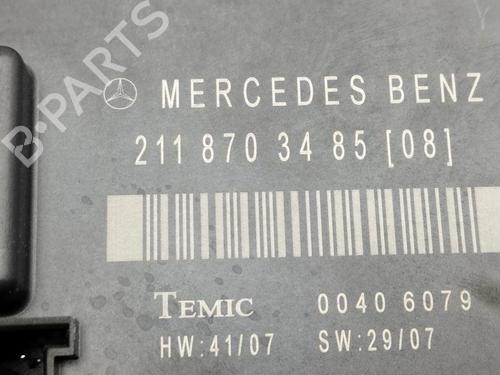 B-PARTS
MERCEDES BENZ
211 870 34 85 [08]
TEMIC 0040 6079
HW:41/07 SW:29/07